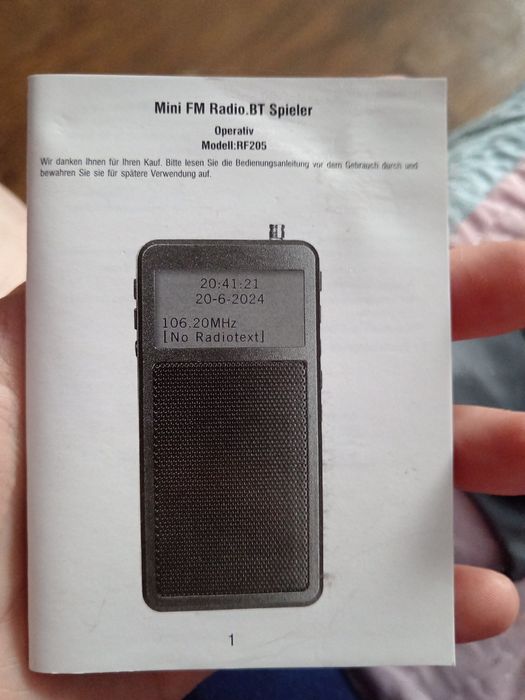 Mini FM Radio.BT Spieler
Operativ
Modell:RF205
Wir danken Ihnen für Ihren Kauf. Bitte lesen Sie die Bedienungsanleitung vor dem Gebrauch durch und
bewahren Sie sie für spätere Verwendung auf.
20:41:21
20-6-2024
106.20MHz
[No Radiotext]
1